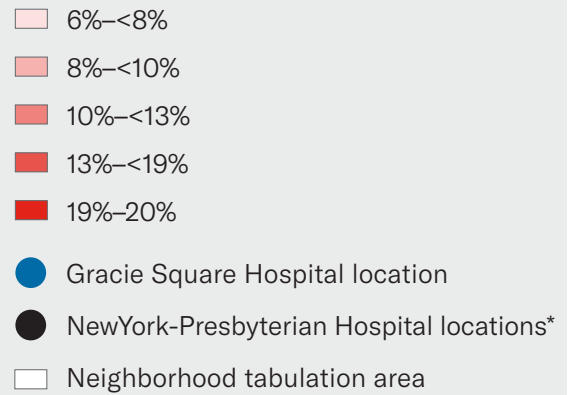 6%–<8%
8%–<10%
10%–<13%
13%–<19%
19%–20%
Gracie Square Hospital location
NewYork-Presbyterian Hospital locations*
Neighborhood tabulation area